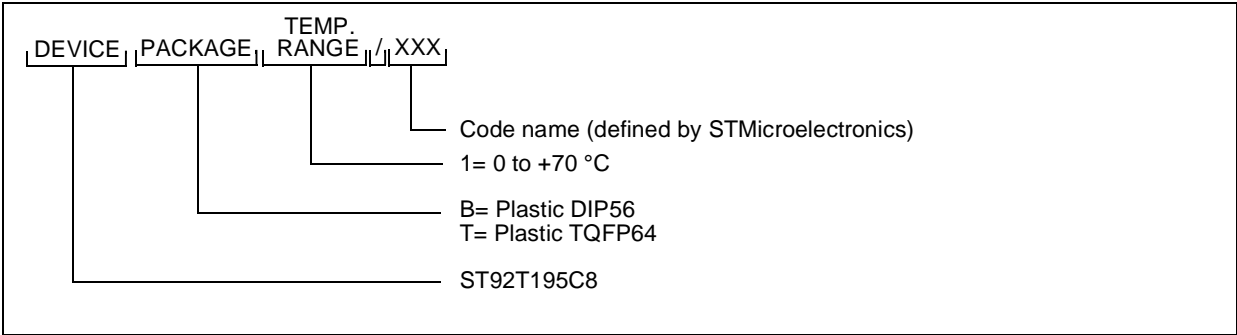 TEMP.
DEVICE PACKAGE RANGE / XXX
Code name (defined by STMicroelectronics)
1= 0 to +70 °C
B= Plastic DIP56
T= Plastic TQFP64
ST92T195C8